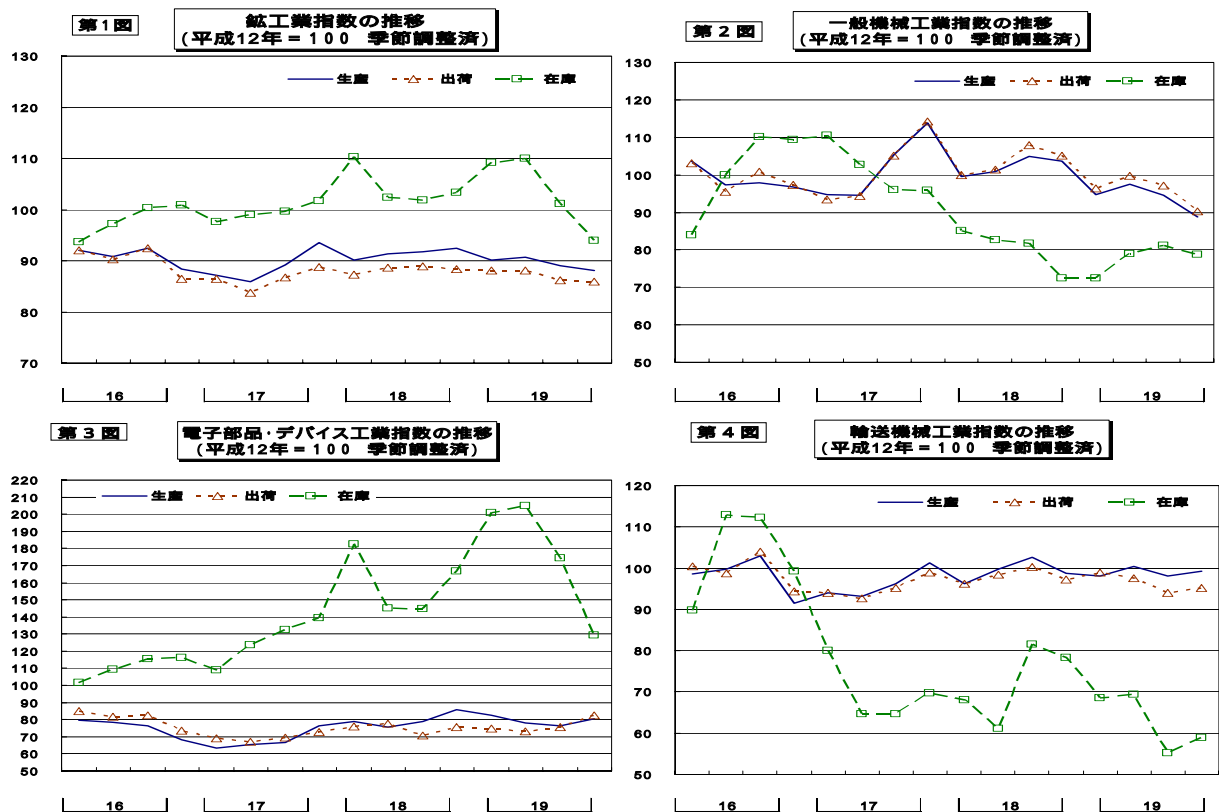 第1図
鉱工業指数の推移
(平成12年=100 季節調整済)
生産 出荷 在庫
130
120
110
100
90
80
70
16 17 18 19
第2図
一般機械工業指数の推移
(平成12年=100 季節調整済)
生産 出荷 在庫
130
120
110
100
90
80
70
60
50
16 17 18 19
第3図
電子部品・デバイス工業指数の推移
(平成12年=100 季節調整済)
生産 出荷 在庫
220
210
200
190
180
170
160
150
140
130
120
110
100
90
80
70
60
50
16 17 18 19
第4図
輸送機械工業指数の推移
(平成12年=100 季節調整済)
生産 出荷 在庫
120
110
100
90
80
70
60
50
16 17 18 19